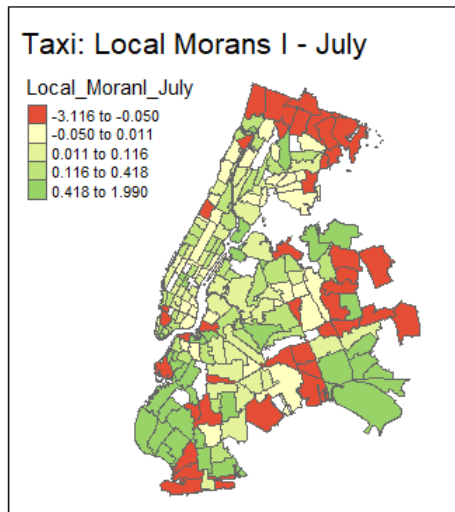 Taxi: Local Morans I - July
Local_MoranI_July
-3.116 to -0.050
-0.050 to 0.011
0.011 to 0.116
0.116 to 0.418
0.418 to 1.990